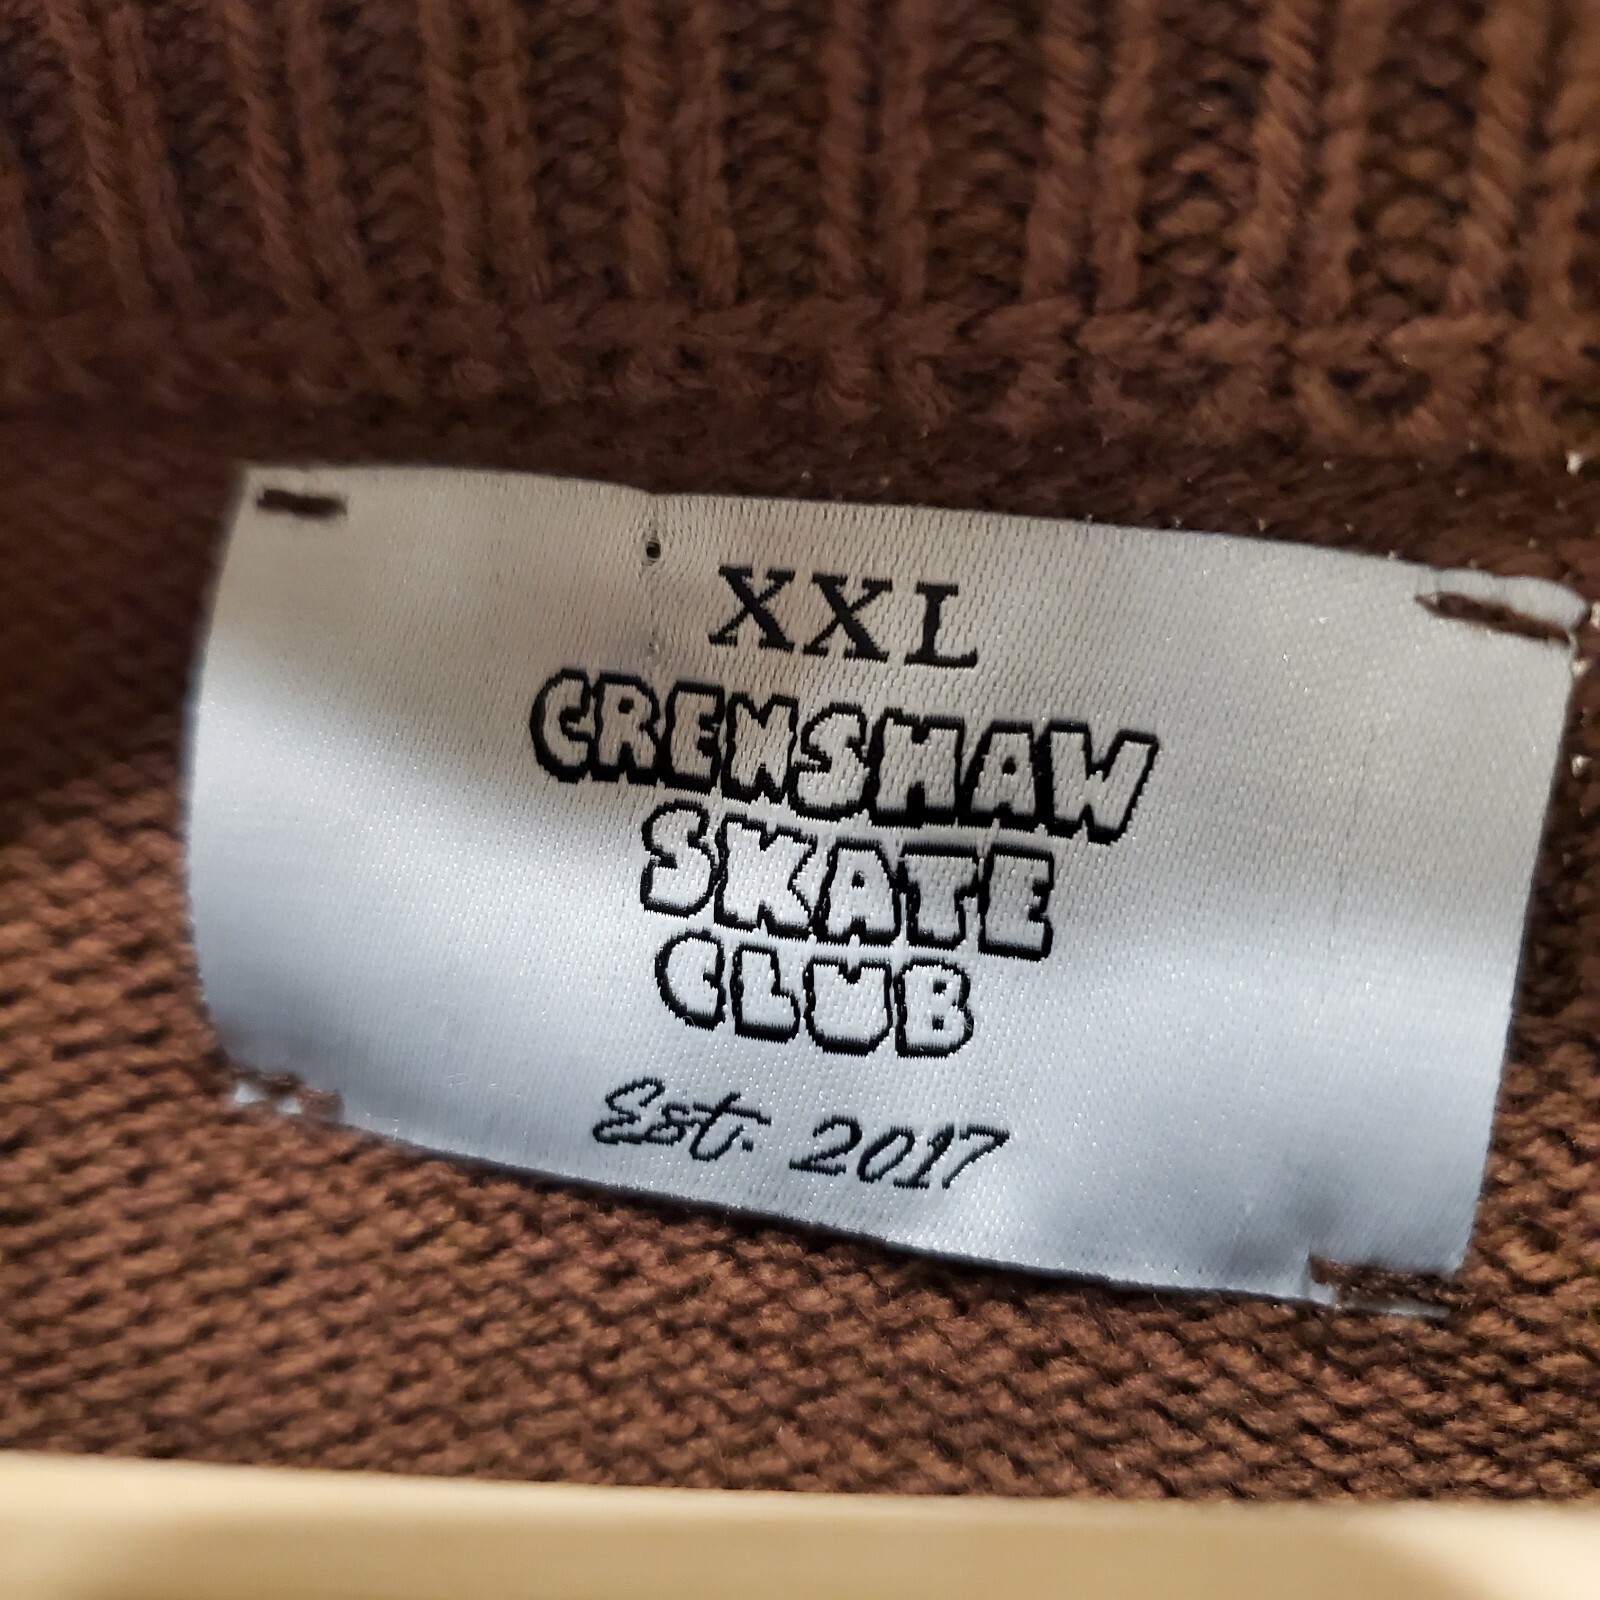 XXL
CRENSHAW
SKATE
CLUB
Est. 2017